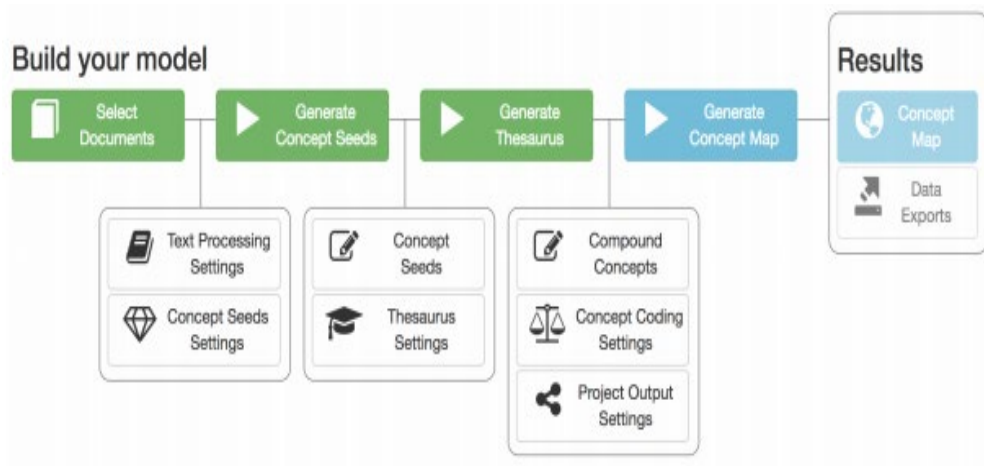 Build your model
Select
Documents
Generate
Concept Seeds
Generate
Thesaurus
Generate
Concept Map
Results
Concept
Map
Data
Exports
Text Processing
Settings
Concept Seeds
Settings
Concept
Seeds
Thesaurus
Settings
Compound
Concepts
Concept Coding
Settings
Project Output
Settings